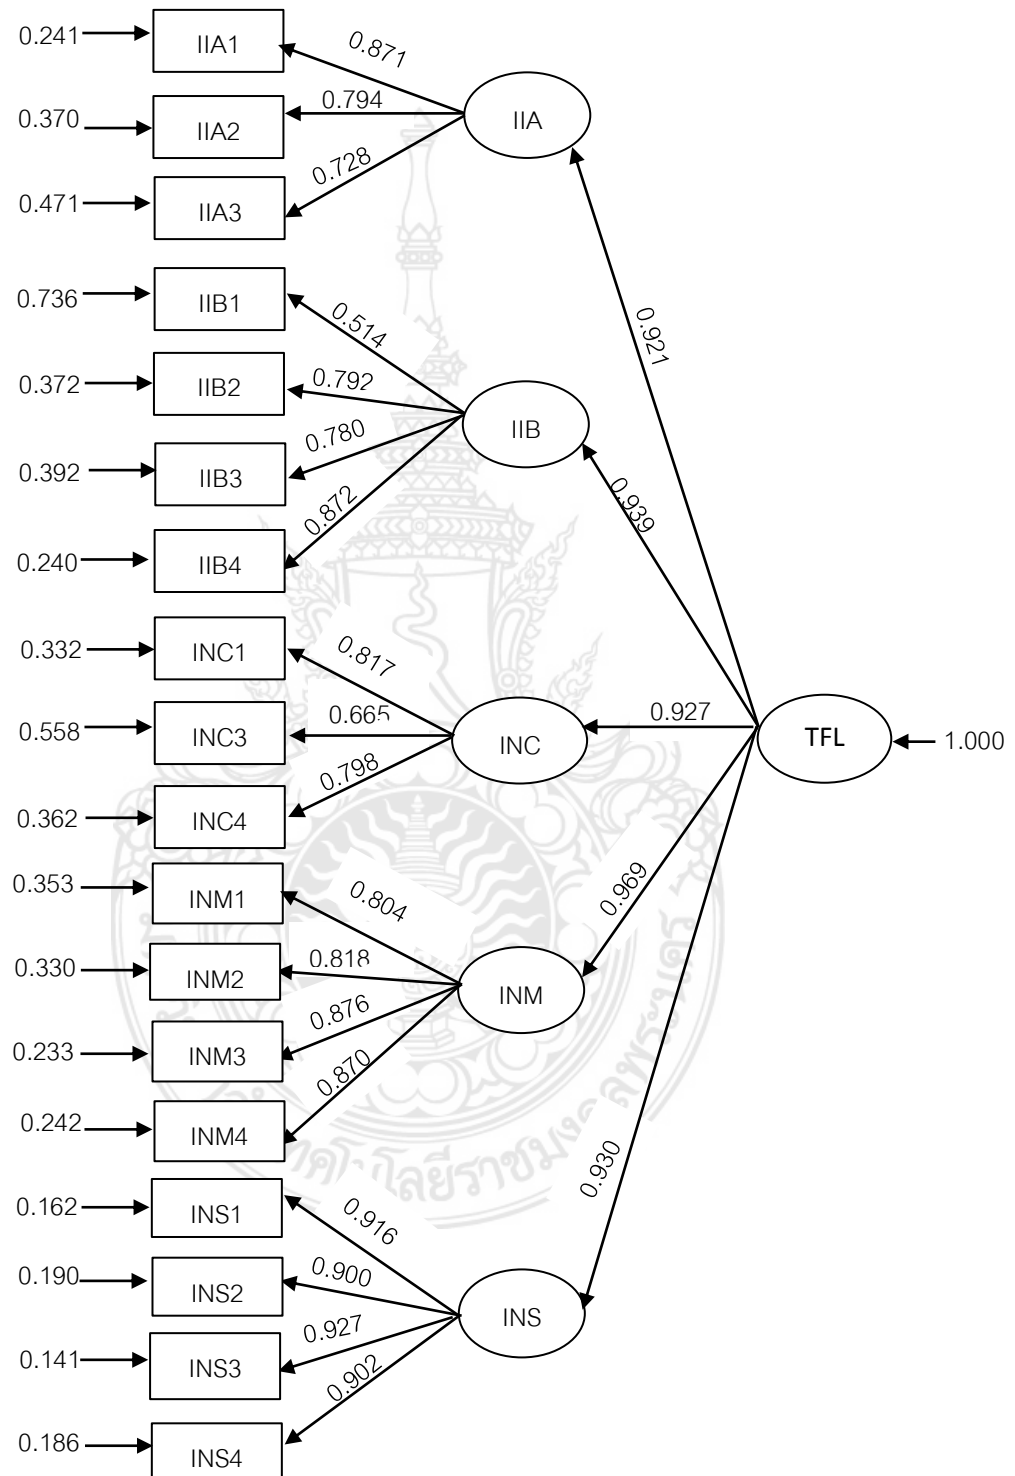 0.241 IIA1 0.871
0.370 IIA2 0.794 IIA
0.471 IIA3 0.728
0.921
0.736 IIB1 0.514
0.372 IIB2 0.792 IIB
0.392 IIB3 0.780
0.939
0.240 IIB4 0.872
0.332 INC1 0.817
0.558 INC3 0.665 INC 0.927 TFL 1.000
0.362 INC4 0.798
0.353 INM1 0.804 0.969
0.330 INM2 0.818 INM
0.233 INM3 0.876
0.242 INM4 0.870
0.930
0.162 INS1 0.916
0.190 INS2 0.900 INS
0.141 INS3 0.927
0.186 INS4 0.902